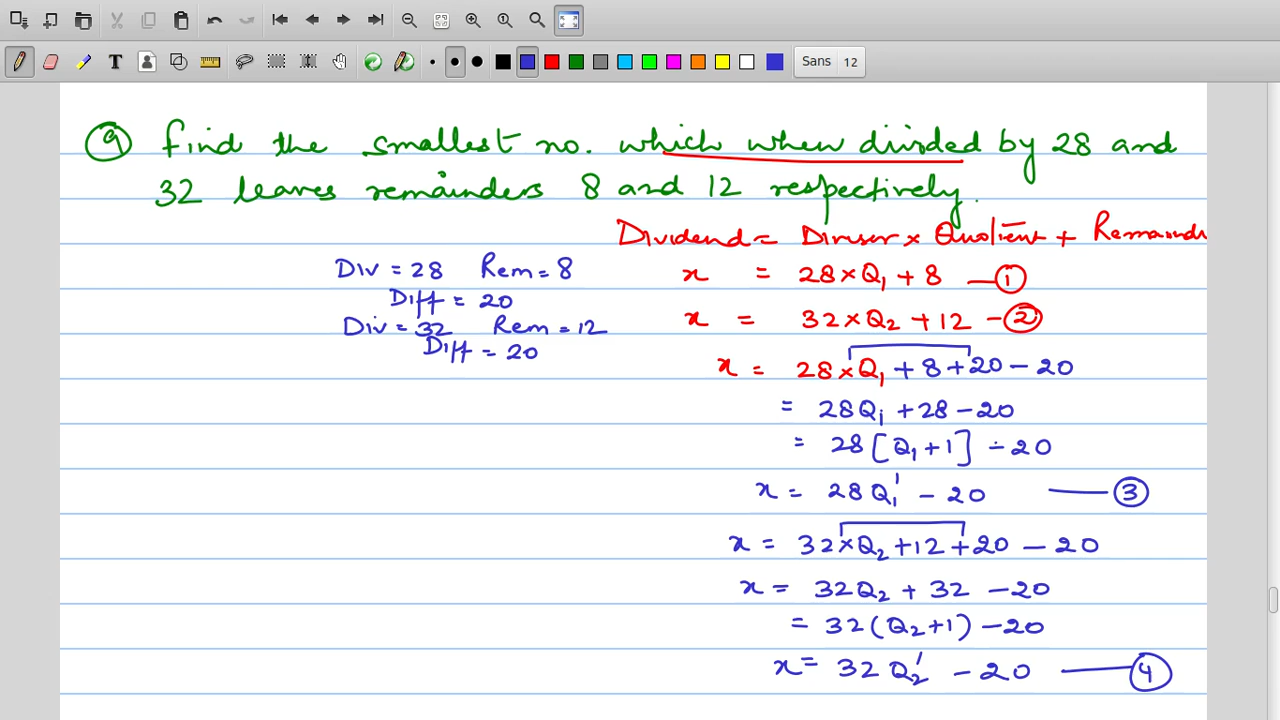 Sans 12
9 Find the smallest no. which when divided by 28 and
32 leaves remainders 8 and 12 respectively.
Dividend = Divisor × Quotient + Remainder
Div = 28 Rem = 8
x = 28 × Q₁ + 8 — 1
Diff = 20
Div = 32 Rem = 12
x = 32 × Q₂ + 12 — 2
Diff = 20
x = 28 × Q₁ + 8 + 20 − 20
= 28Q₁ + 28 − 20
= 28 [Q₁ + 1] − 20
x = 28 Q₁' − 20 — 3
x = 32 × Q₂ + 12 + 20 − 20
x = 32Q₂ + 32 − 20
= 32 (Q₂ + 1) − 20
x = 32 Q₂' − 20 — 4